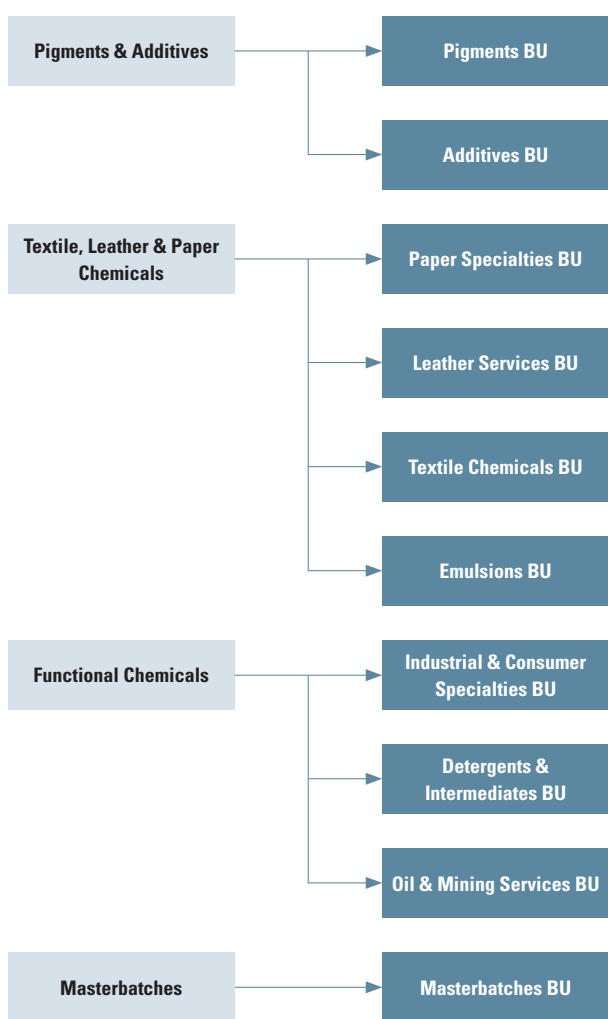 Pigments & Additives
Pigments BU
Additives BU
Textile, Leather & Paper
Chemicals
Paper Specialties BU
Leather Services BU
Textile Chemicals BU
Emulsions BU
Functional Chemicals
Industrial & Consumer
Specialties BU
Detergents &
Intermediates BU
Oil & Mining Services BU
Masterbatches
Masterbatches BU